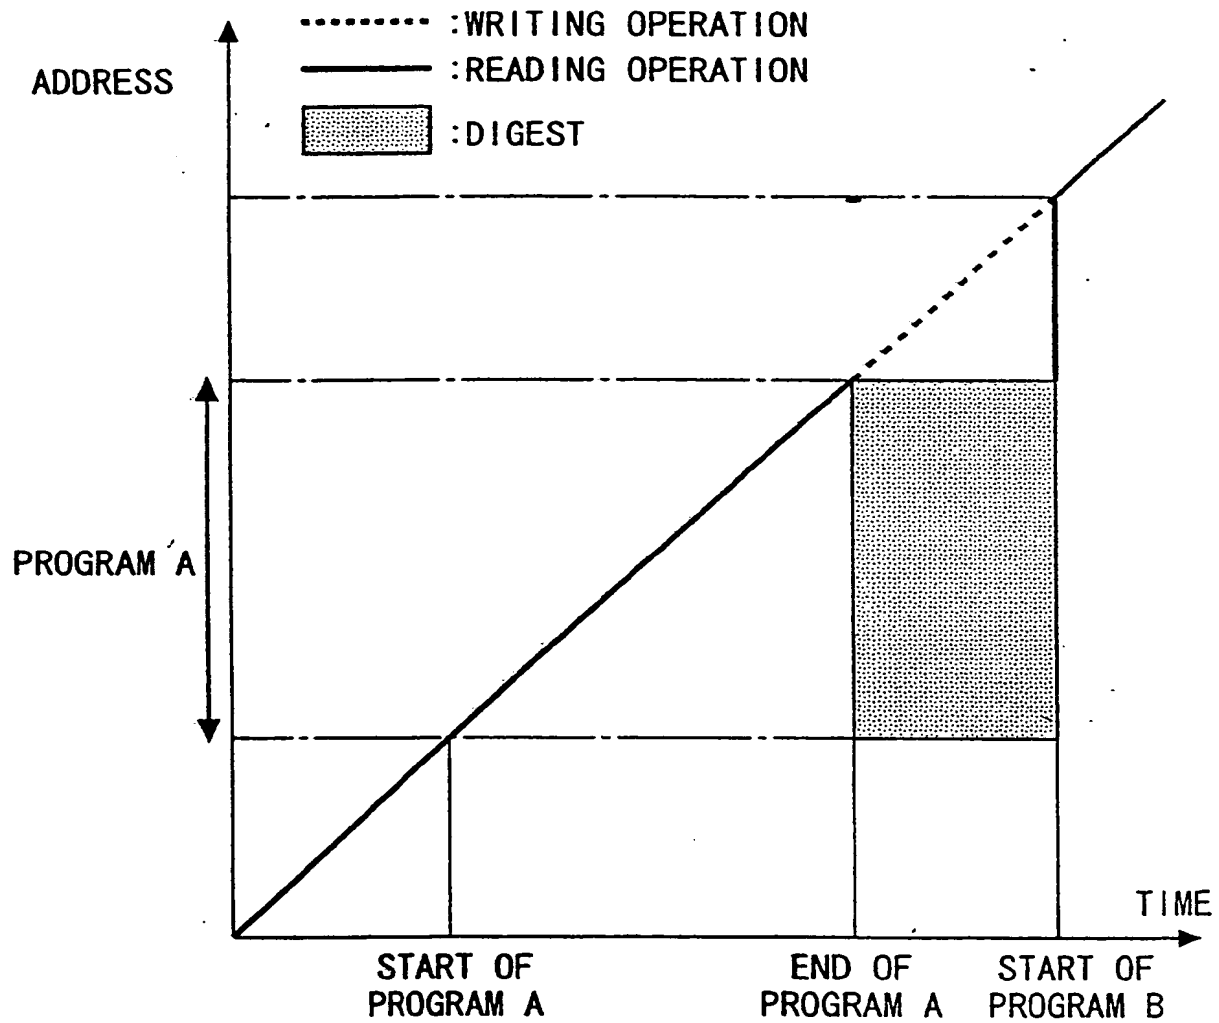 :WRITING OPERATION
ADDRESS
:READING OPERATION
:DIGEST
PROGRAM A
TIME
START OF
PROGRAM A
END OF
PROGRAM A
START OF
PROGRAM B